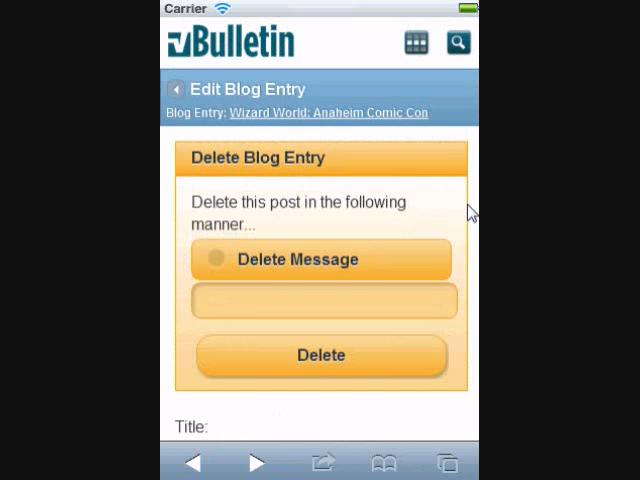 Carrier
vBulletin
Edit Blog Entry
Blog Entry: Wizard World: Anaheim Comic Con
Delete Blog Entry
Delete this post in the following
manner...
Delete Message
Delete
Title: